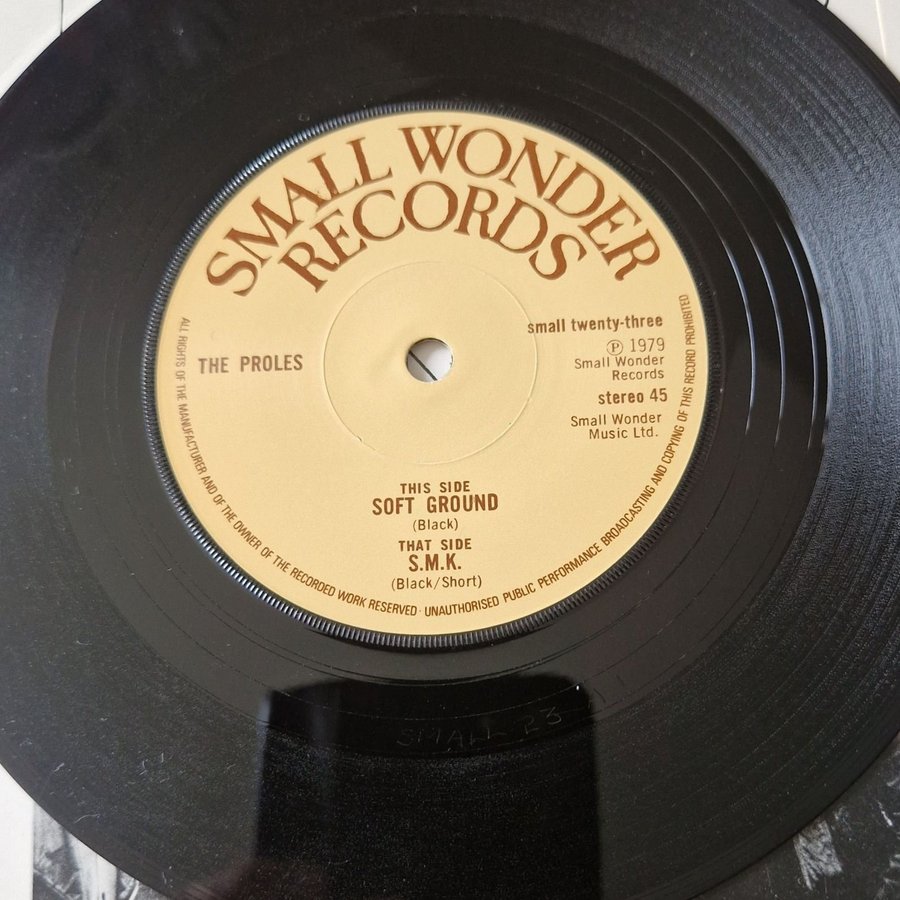 SMALL WONDER
RECORDS
small twenty-three
THE PROLES
Ⓟ 1979
Small Wonder
Records
stereo 45
Small Wonder
Music Ltd.
THIS SIDE
SOFT GROUND
(Black)
THAT SIDE
S.M.K.
(Black/Short)
ALL RIGHTS OF THE MANUFACTURER AND OF THE OWNER OF THE RECORDED WORK RESERVED · UNAUTHORISED PUBLIC PERFORMANCE BROADCASTING AND COPYING OF THIS RECORD PROHIBITED
SMALL 23